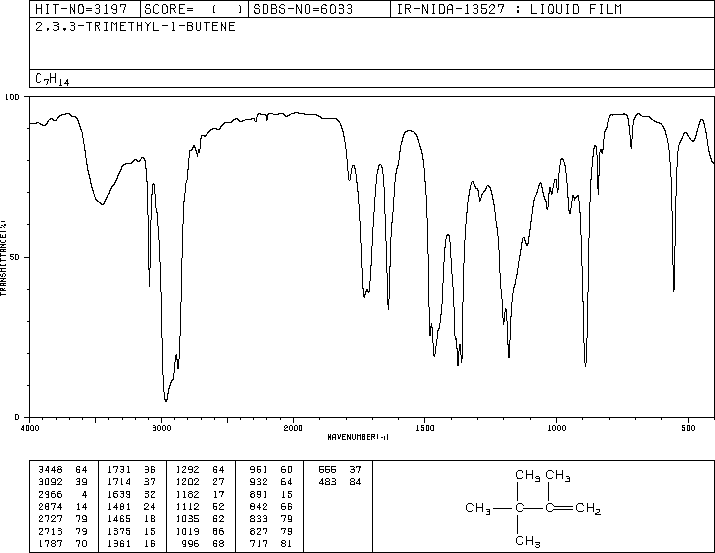 HIT-NO=3197 SCORE= ( ) SDBS-NO=6033 IR-NIDA-13527 : LIQUID FILM
2,3,3-TRIMETHYL-1-BUTENE
C7H14
100
50
0
TRANSMITTANCE(%)
4000 3000 2000 1500 1000 500
WAVENUMBER(-1)
3448 64 1731 36 1292 64 951 60 556 37
3092 39 1714 37 1202 27 932 64 483 84
2966 4 1639 32 1182 17 891 15
2874 14 1481 24 1112 52 842 66
2727 79 1465 18 1035 62 833 79
2713 79 1375 15 1019 827 79
1787 70 1361 16 996 68 717 81
CH3 CH3
CH3 C C CH2
CH3